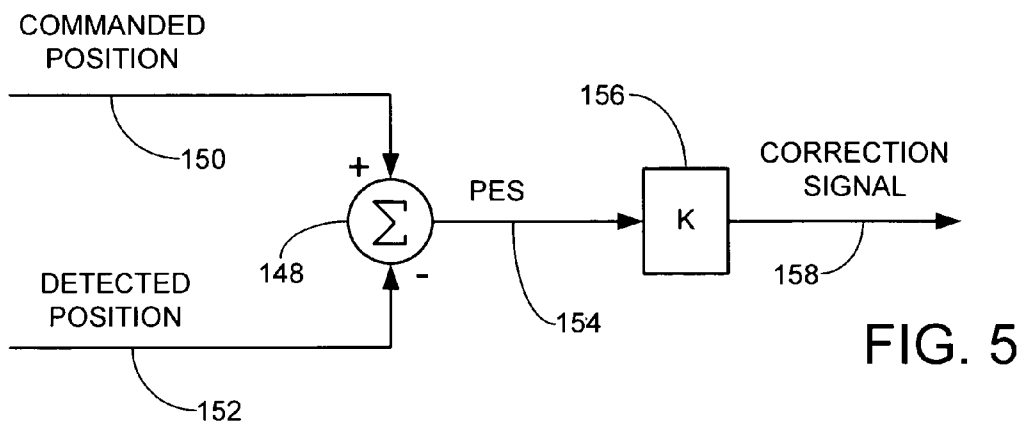 COMMANDED
POSITION
150
156
+
Σ
148
-
PES
154
K
CORRECTION
SIGNAL
158
DETECTED
POSITION
152
FIG. 5